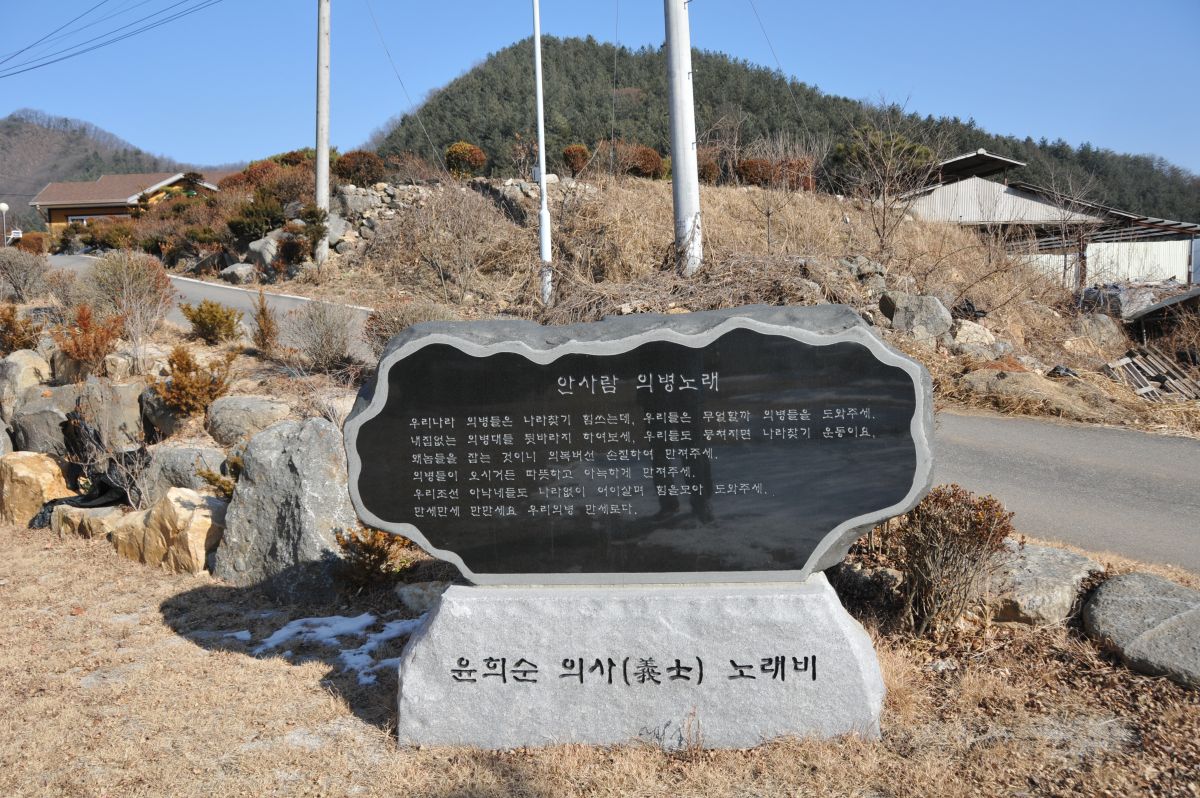 안사람 의병노래
우리나라 의병들은 나라찾기 힘쓰는데, 우리들은 무얼할까 의병들을 도와주세.
내집없는 의병대들 뒷바라지 하여보세, 우리들도 뭉쳐지면 나라찾기 운동이요,
왜놈들을 잡는 것이니 의복버선 손질하여 만져주세.
의병들이 오시거든 따뜻하고 아늑하게 만져주세.
우리조선 아낙네들도 나라없이 어이살며 힘을모아 도와주세..
만세만세 만만세요 우리의병 만세로다.
윤희순 의사(義士) 노래비